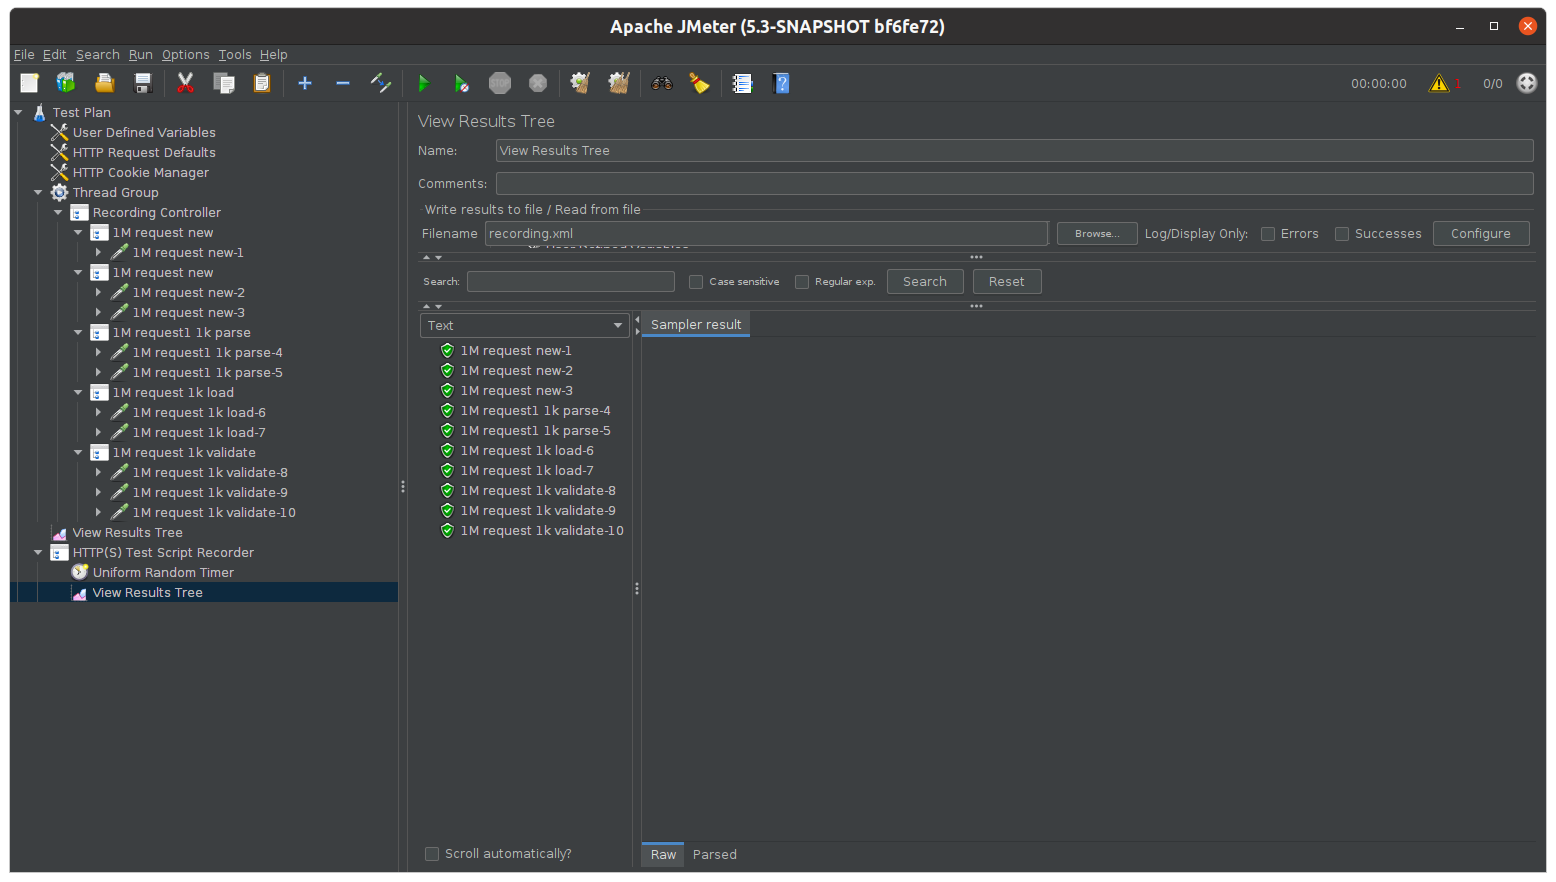 Apache JMeter (5.3-SNAPSHOT bf6fe72)
File Edit Search Run Options Tools Help
00:00:00 1 0/0
Test Plan
User Defined Variables
HTTP Request Defaults
HTTP Cookie Manager
Thread Group
Recording Controller
1M request new
1M request new-1
1M request new
1M request new-2
1M request new-3
1M request1 1k parse
1M request1 1k parse-4
1M request1 1k parse-5
1M request 1k load
1M request 1k load-6
1M request 1k load-7
1M request 1k validate
1M request 1k validate-8
1M request 1k validate-9
1M request 1k validate-10
View Results Tree
HTTP(S) Test Script Recorder
Uniform Random Timer
View Results Tree
View Results Tree
Name: View Results Tree
Comments:
Write results to file / Read from file
Filename recording.xml Browse... Log/Display Only: Errors Successes Configure
User Defined Variables
Search: Case sensitive Regular exp. Search Reset
Text
1M request new-1
1M request new-2
1M request new-3
1M request1 1k parse-4
1M request1 1k parse-5
1M request 1k load-6
1M request 1k load-7
1M request 1k validate-8
1M request 1k validate-9
1M request 1k validate-10
Scroll automatically?
Sampler result
Raw Parsed